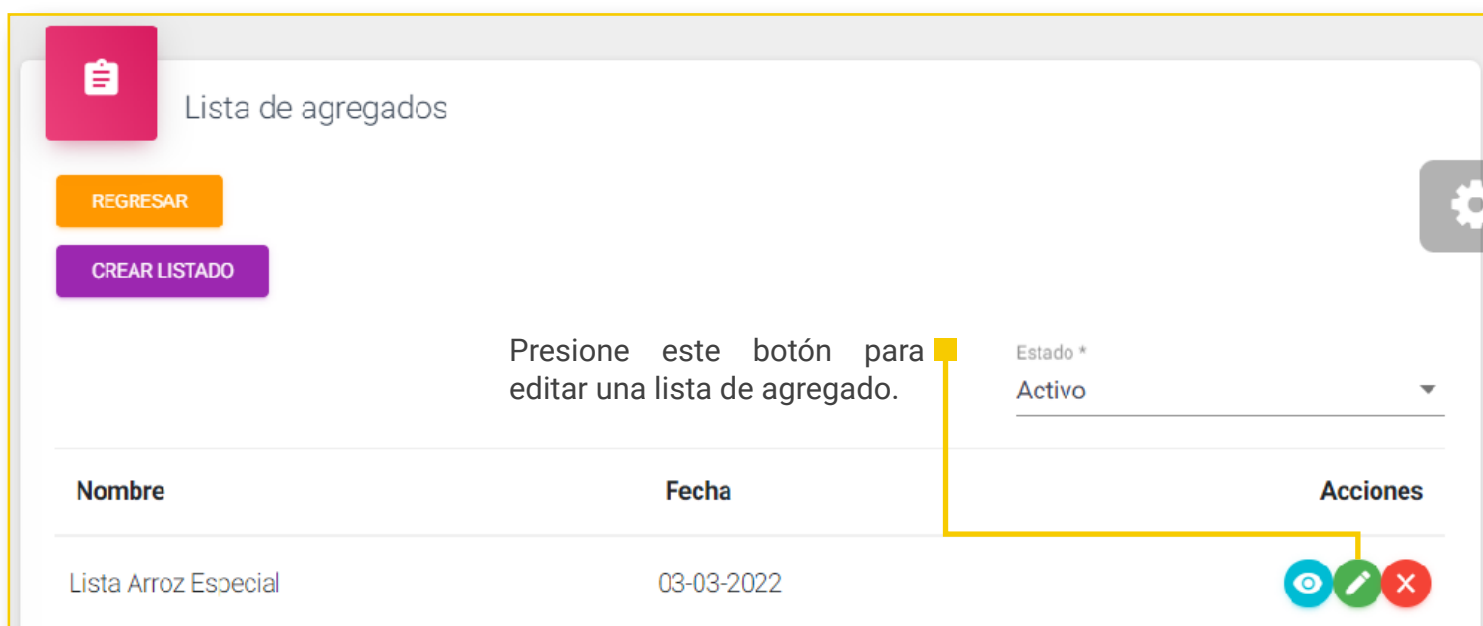 Lista de agregados
REGRESAR
CREAR LISTADO
Presione este botón para
editar una lista de agregado.
Estado *
Activo
Nombre Fecha Acciones
Lista Arroz Especial 03-03-2022